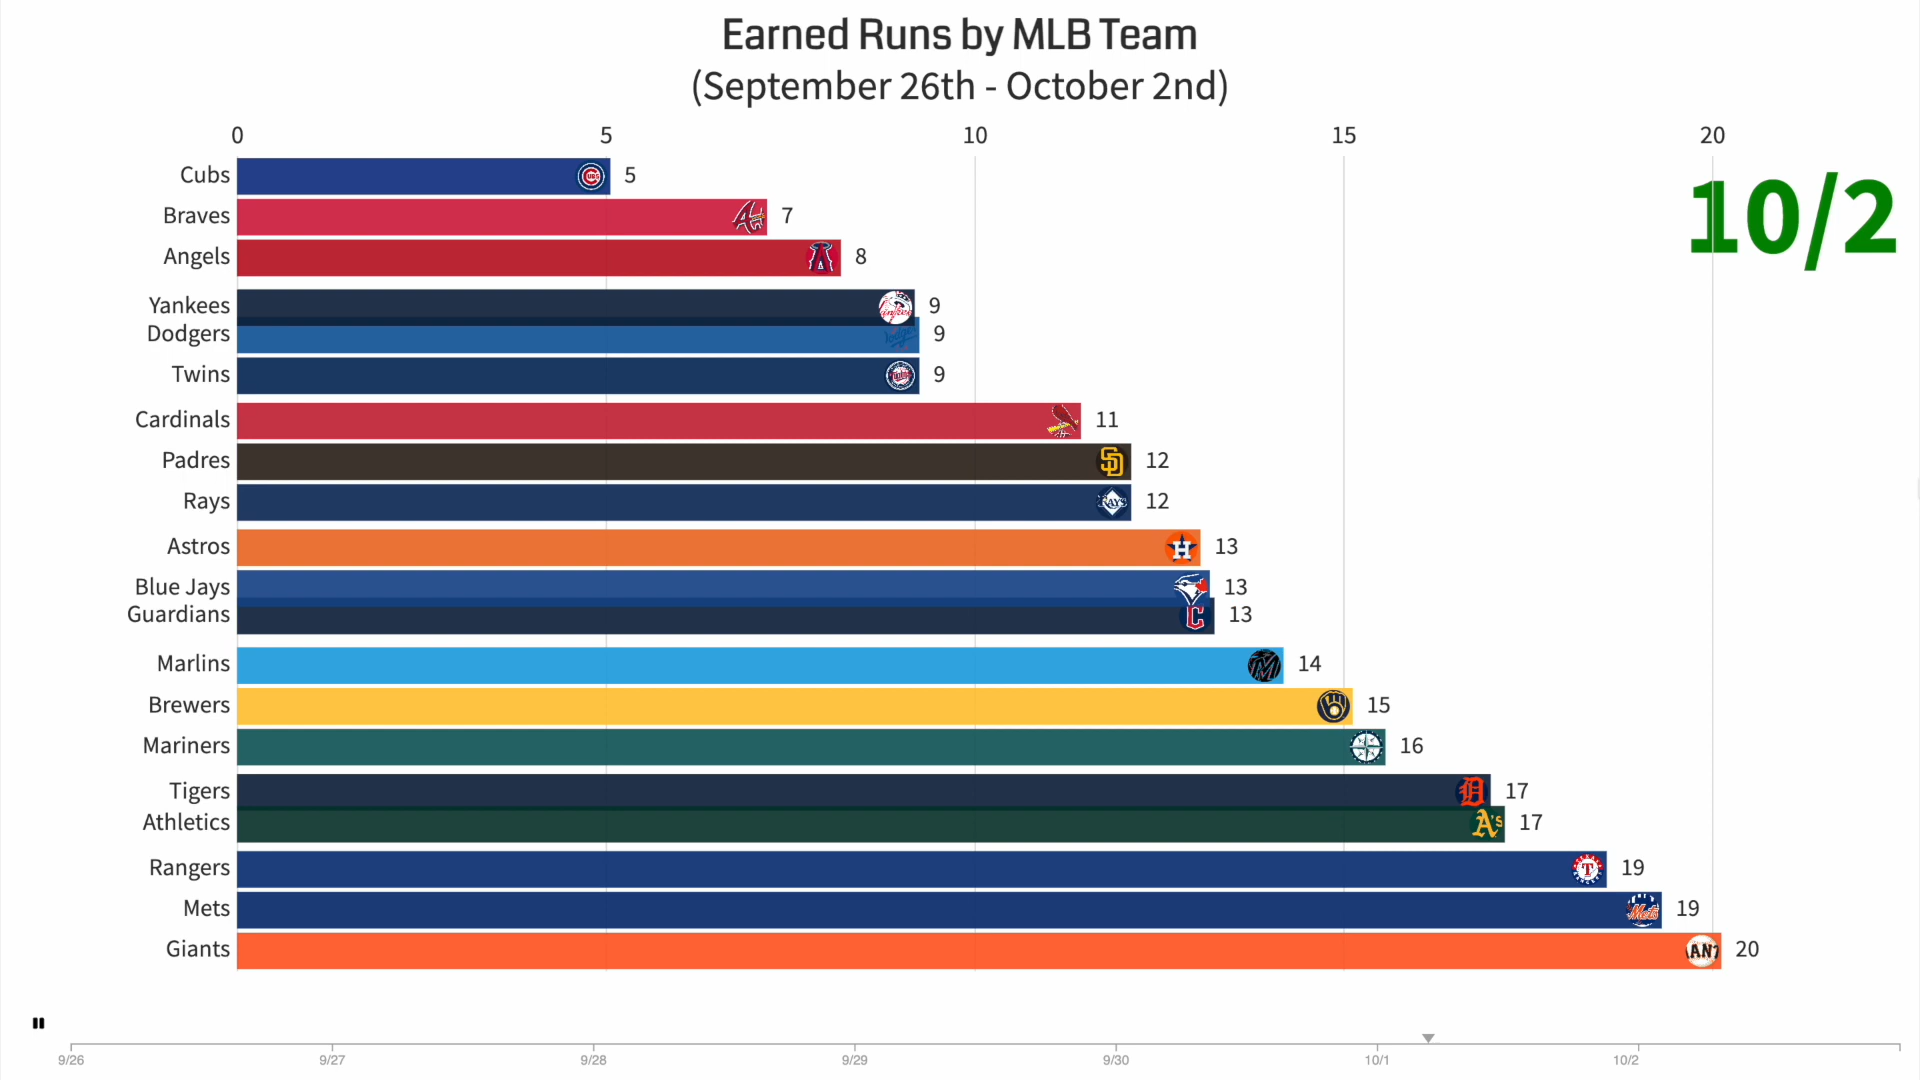 Earned Runs by MLB Team
(September 26th - October 2nd)
0 5 10 15 20
10/2
Cubs 5
Braves 7
Angels 8
Yankees 9
Dodgers 9
Twins 9
Cardinals 11
Padres 12
Rays 12
Astros 13
Blue Jays 13
Guardians 13
Marlins 14
Brewers 15
Mariners 16
Tigers 17
Athletics 17
Rangers 19
Mets 19
Giants 20
9/26 9/27 9/28 9/29 9/30 10/1 10/2